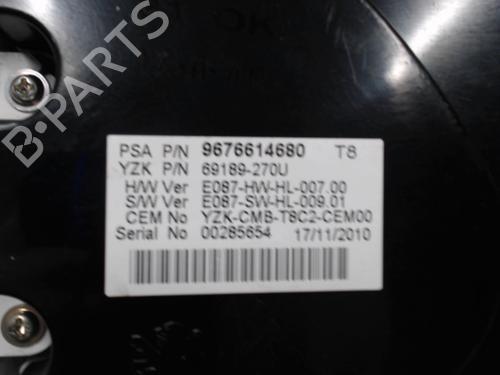 OK
B-PARTS
PSA P/N 9676614680 T8
YZK P/N 69189-270U
H/W Ver E087-HW-HL-007.00
S/W Ver E087-SW-HL-009.01
CEM No YZK-CMB-T8C2-CEM00
Serial No 00285654 17/11/2010